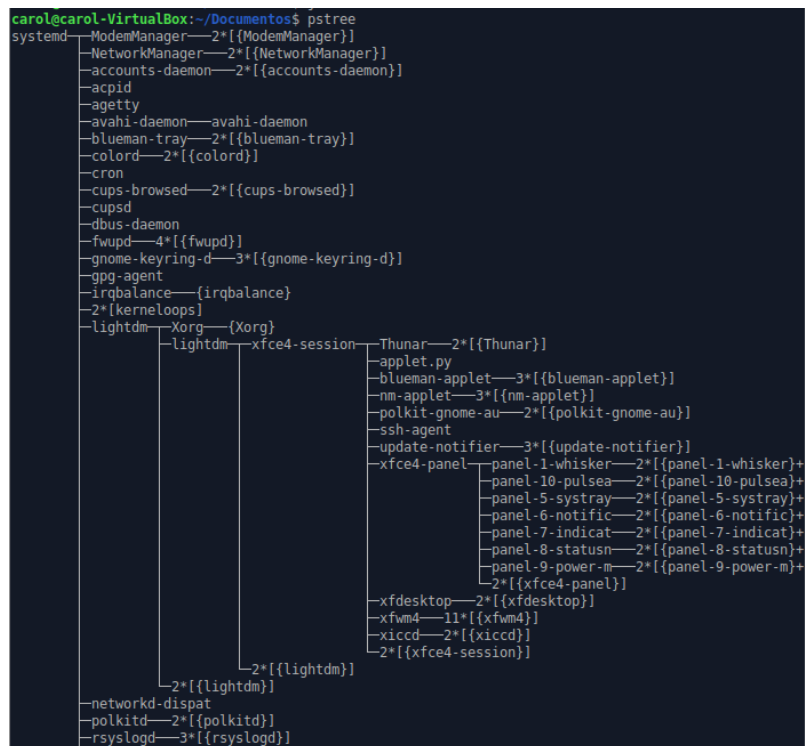 carol@carol-VirtualBox:~/Documentos$ pstree
systemd─┬─ModemManager───2*[{ModemManager}]
        ├─NetworkManager───2*[{NetworkManager}]
        ├─accounts-daemon───2*[{accounts-daemon}]
        ├─acpid
        ├─agetty
        ├─avahi-daemon───avahi-daemon
        ├─blueman-tray───2*[{blueman-tray}]
        ├─colord───2*[{colord}]
        ├─cron
        ├─cups-browsed───2*[{cups-browsed}]
        ├─cupsd
        ├─dbus-daemon
        ├─fwupd───4*[{fwupd}]
        ├─gnome-keyring-d───3*[{gnome-keyring-d}]
        ├─gpg-agent
        ├─irqbalance───{irqbalance}
        ├─2*[kerneloops]
        ├─lightdm─┬─Xorg───{Xorg}
        │         ├─lightdm─┬─xfce4-session─┬─Thunar───2*[{Thunar}]
        │         │         │               ├─applet.py
        │         │         │               ├─blueman-applet───3*[{blueman-applet}]
        │         │         │               ├─nm-applet───3*[{nm-applet}]
        │         │         │               ├─polkit-gnome-au───2*[{polkit-gnome-au}]
        │         │         │               ├─ssh-agent
        │         │         │               ├─update-notifier───3*[{update-notifier}]
        │         │         │               ├─xfce4-panel─┬─panel-1-whisker───2*[{panel-1-whisker}+
        │         │         │               │             ├─panel-10-pulsea───2*[{panel-10-pulsea}+
        │         │         │               │             ├─panel-5-systray───2*[{panel-5-systray}+
        │         │         │               │             ├─panel-6-notific───2*[{panel-6-notific}+
        │         │         │               │             ├─panel-7-indicat───2*[{panel-7-indicat}+
        │         │         │               │             ├─panel-8-statusn───2*[{panel-8-statusn}+
        │         │         │               │             ├─panel-9-power-m───2*[{panel-9-power-m}+
        │         │         │               │             └─2*[{xfce4-panel}]
        │         │         │               ├─xfdesktop───2*[{xfdesktop}]
        │         │         │               ├─xfwm4───11*[{xfwm4}]
        │         │         │               ├─xiccd───2*[{xiccd}]
        │         │         │               └─2*[{xfce4-session}]
        │         │         └─2*[{lightdm}]
        │         └─2*[{lightdm}]
        ├─networkd-dispat
        ├─polkitd───2*[{polkitd}]
        ├─rsyslogd───3*[{rsyslogd}]